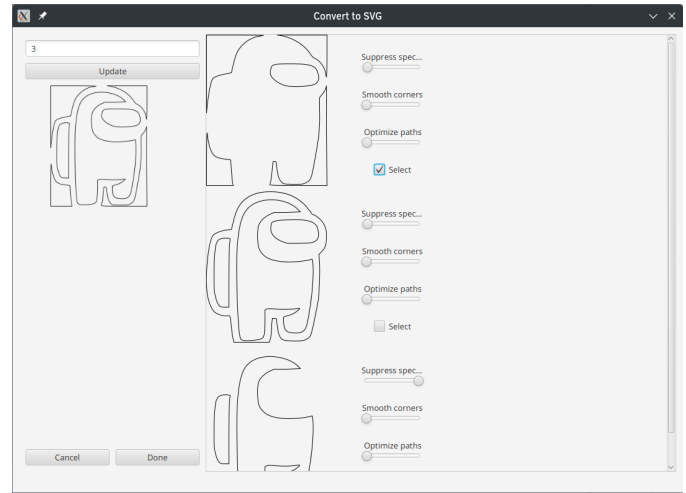 Convert to SVG
3
Update
Suppress spec...
Smooth corners
Optimize paths
Select
Suppress spec...
Smooth corners
Optimize paths
Select
Suppress spec...
Smooth corners
Optimize paths
Cancel
Done